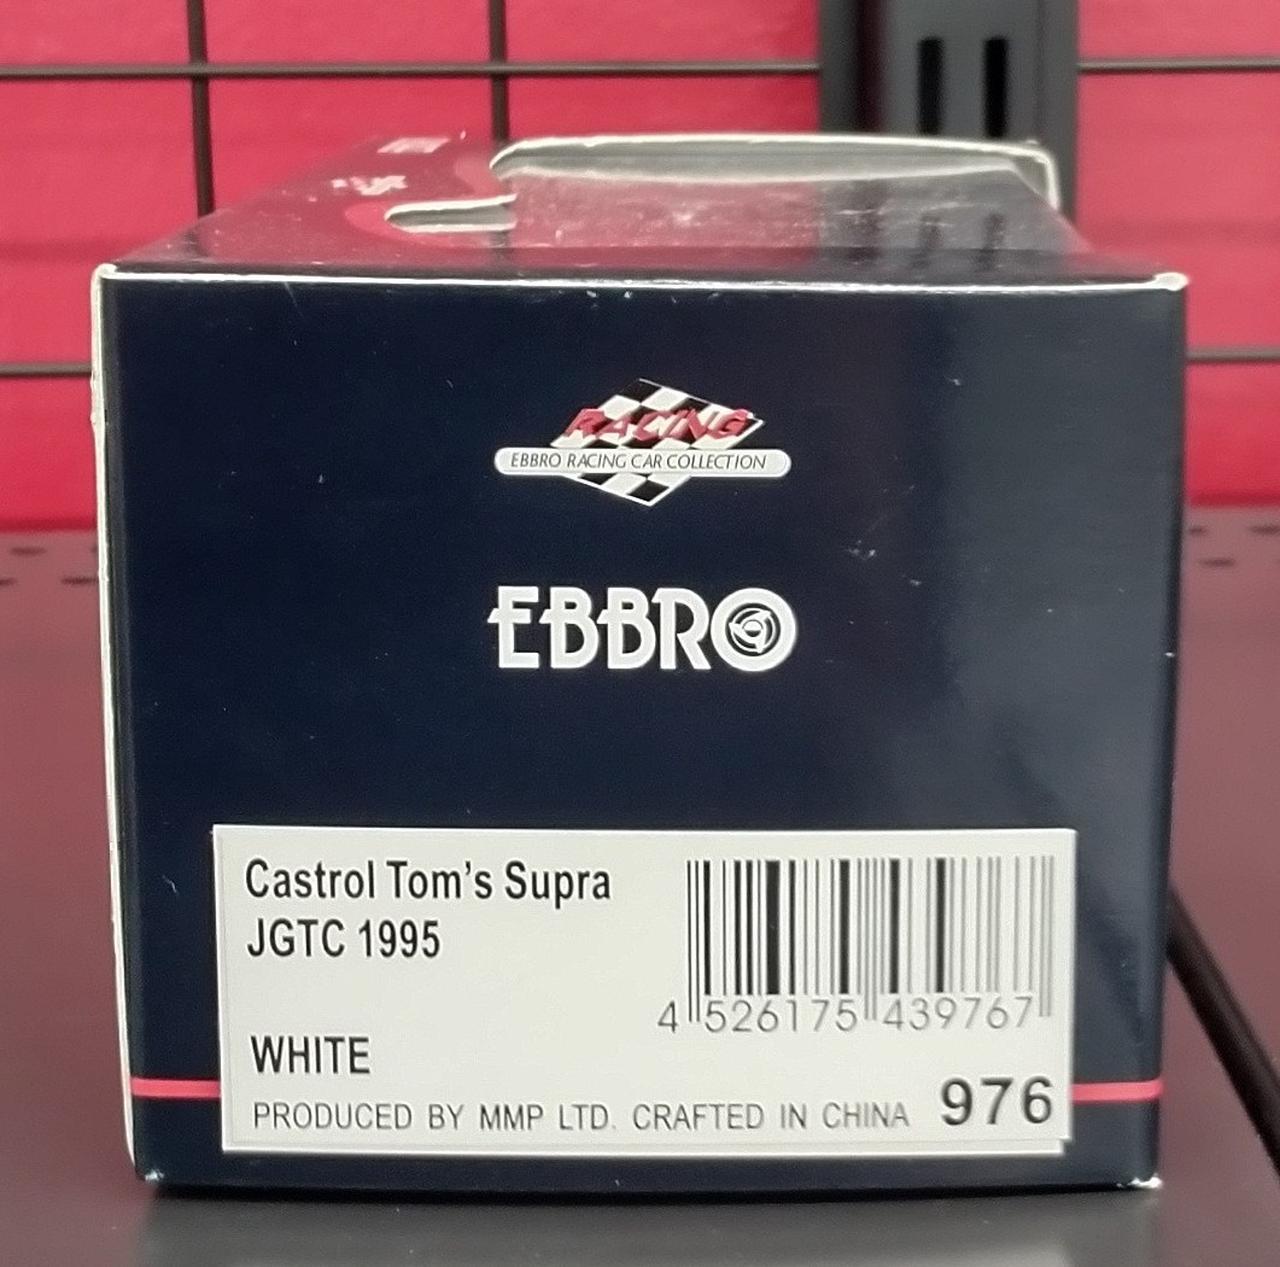 RACING
EBBRO RACING CAR COLLECTION
EBBRO
Castrol Tom's Supra
JGTC 1995
4 526175 439767
WHITE
PRODUCED BY MMP LTD. CRAFTED IN CHINA 976